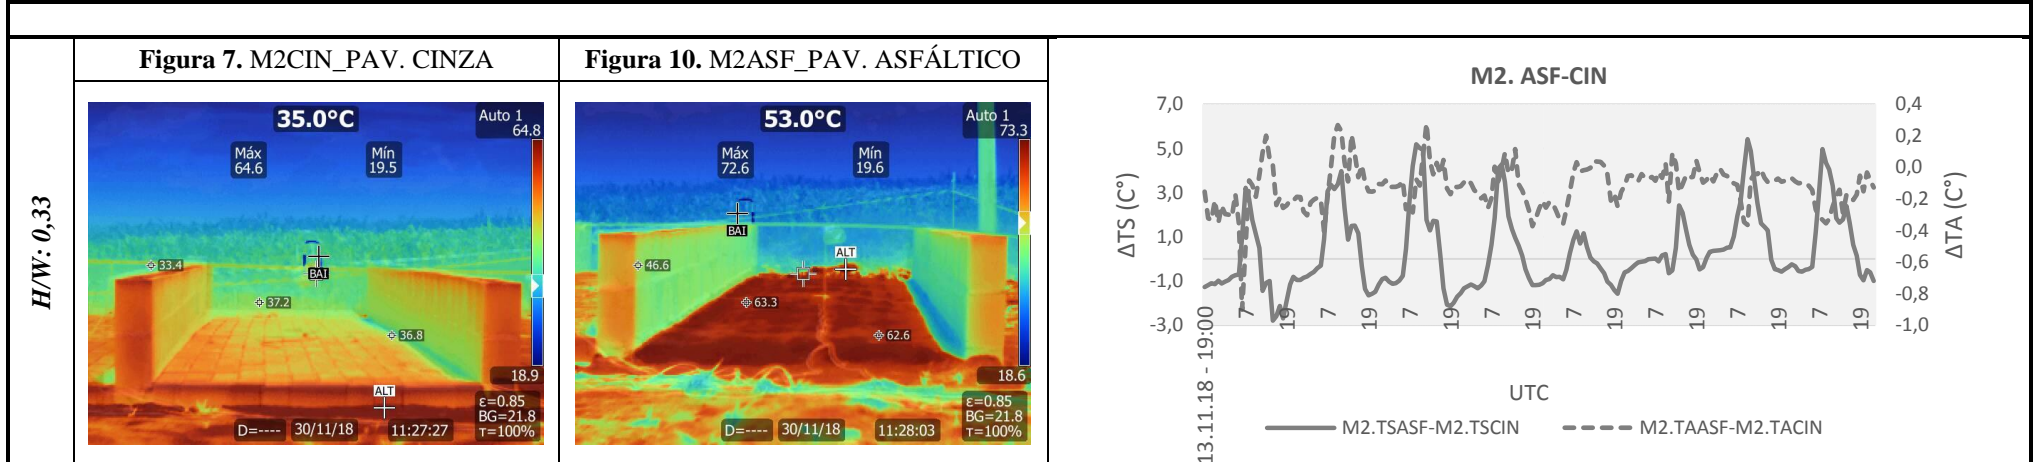 Figura 7. M2CIN_PAV. CINZA
Figura 10. M2ASF_PAV. ASFÁLTICO
H/W: 0,33
35.0°C
Auto 1
64.8
Máx
64.6
Mín
19.5
BAI
33.4
37.2
36.8
ALT
18.9
ε=0.85
BG=21.8
τ=100%
D=----
30/11/18
11:27:27
53.0°C
Auto 1
73.3
Máx
72.6
Mín
19.6
BAI
ALT
46.6
63.3
62.6
18.6
ε=0.85
BG=21.8
τ=100%
D=----
30/11/18
11:28:03
M2. ASF-CIN
7,0
5,0
3,0
1,0
-1,0
-3,0
ΔTS (C°)
0,4
0,2
0,0
-0,2
-0,4
-0,6
-0,8
-1,0
ΔTA (C°)
13.11.18 - 19:00
7
19
7
19
7
19
7
19
7
19
7
19
7
19
7
19
UTC
M2.TSASF-M2.TSCIN
M2.TAASF-M2.TACIN